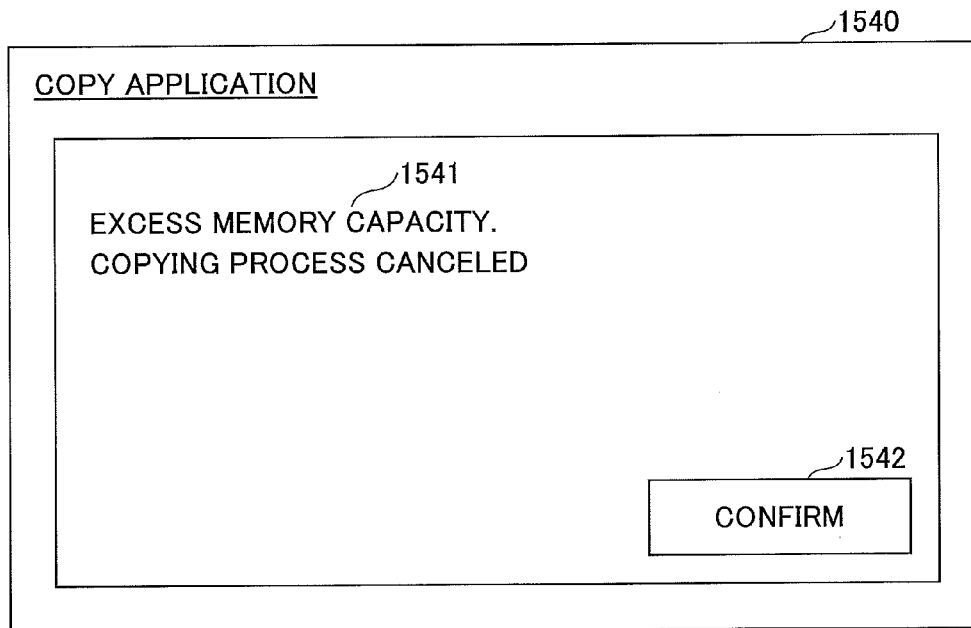 1540
COPY APPLICATION
1541
EXCESS MEMORY CAPACITY.
COPYING PROCESS CANCELED
1542
CONFIRM